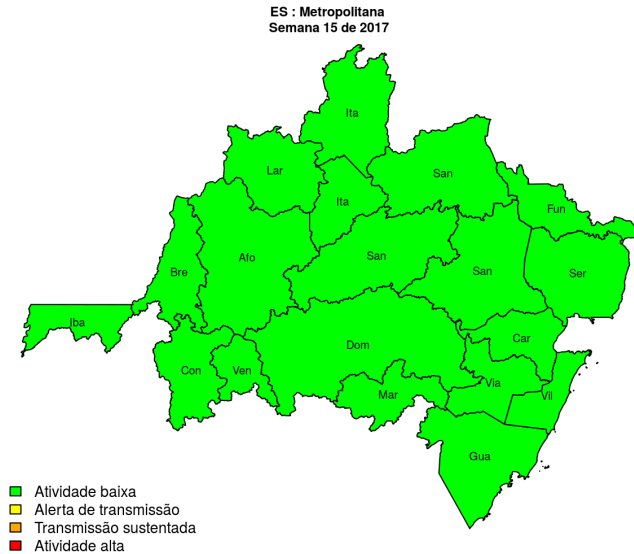 ES : Metropolitana
Semana 15 de 2017
Ita
Lar
San
Ita
Fun
Afo
San
San
Bre
Ser
Iba
Car
Dom
Con
Ven
Via
Mar
Vil
Gua
Atividade baixa
Alerta de transmissão
Transmissão sustentada
Atividade alta